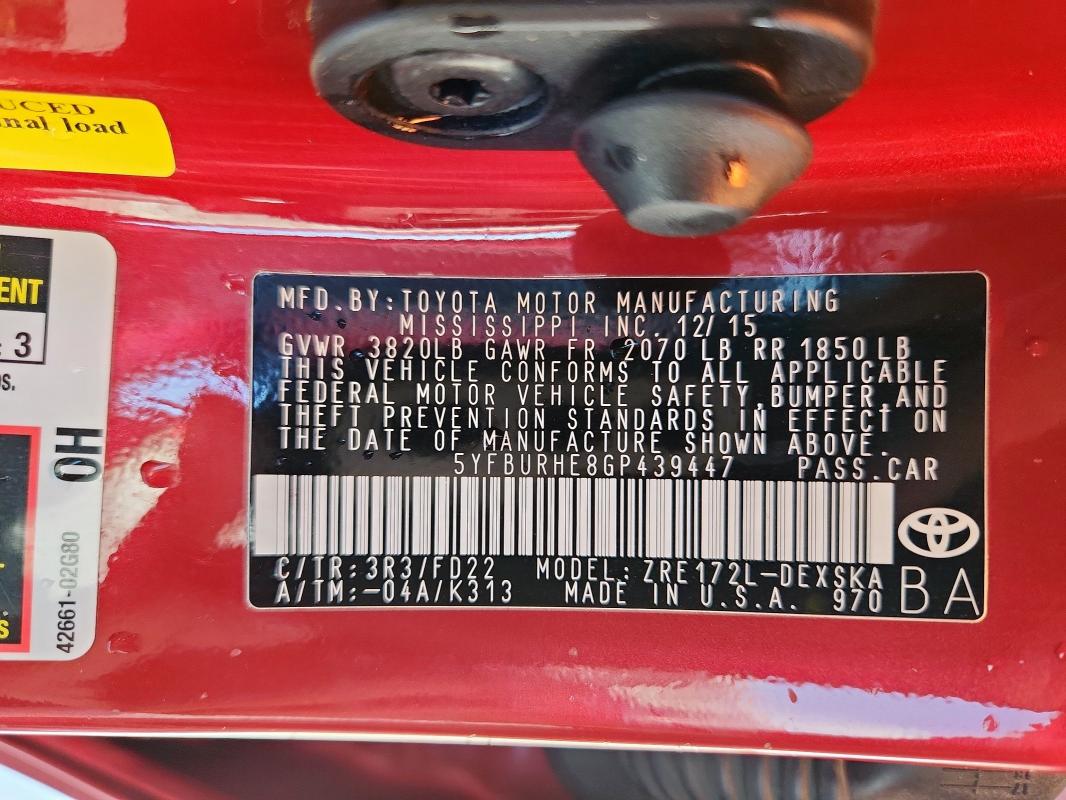 UCED
nal load
ENT
: 3
OS.
OH
42661-02G80
S
MFD.BY:TOYOTA MOTOR MANUFACTURING
MISSISSIPPI INC. 12/15
GVWR 3820LB GAWR FR 2070 LB RR 1850 LB
THIS VEHICLE CONFORMS TO ALL APPLICABLE
FEDERAL MOTOR VEHICLE SAFETY,BUMPER,AND
THEFT PREVENTION STANDARDS IN EFFECT ON
THE DATE OF MANUFACTURE SHOWN ABOVE.
5YFBURHE8GP439447 PASS.CAR
C/TR:3R3/FD22 MODEL:ZRE172L-DEXSKA
A/TM:-04A/K313 MADE IN U.S.A. 970
BA